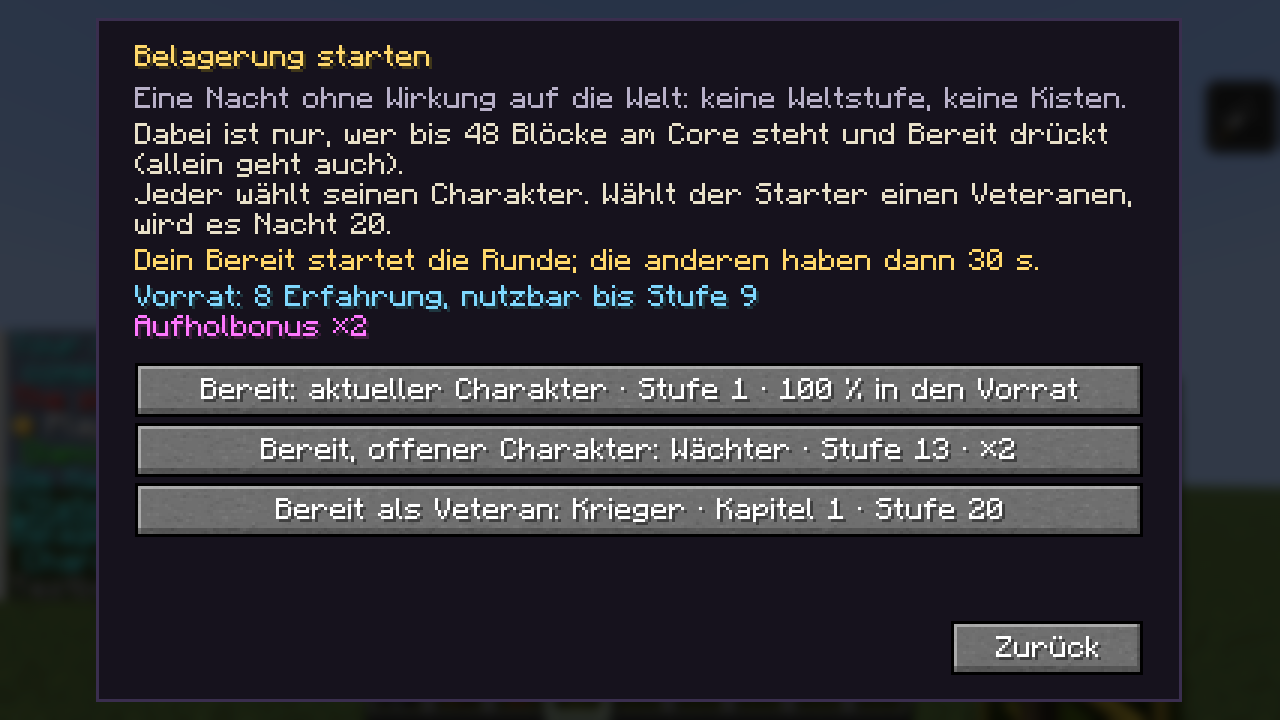 Belagerung starten
Eine Nacht ohne Wirkung auf die Welt: keine Weltstufe, keine Kisten.
Dabei ist nur, wer bis 48 Blöcke am Core steht und Bereit drückt
(allein geht auch).
Jeder wählt seinen Charakter. Wählt der Starter einen Veteranen,
wird es Nacht 20.
Dein Bereit startet die Runde; die anderen haben dann 30 s.
Vorrat: 8 Erfahrung, nutzbar bis Stufe 9
Aufholbonus ×2
Bereit: aktueller Charakter · Stufe 1 · 100 % in den Vorrat
Bereit, offener Charakter: Wächter · Stufe 13 · ×2
Bereit als Veteran: Krieger · Kapitel 1 · Stufe 20
Zurück